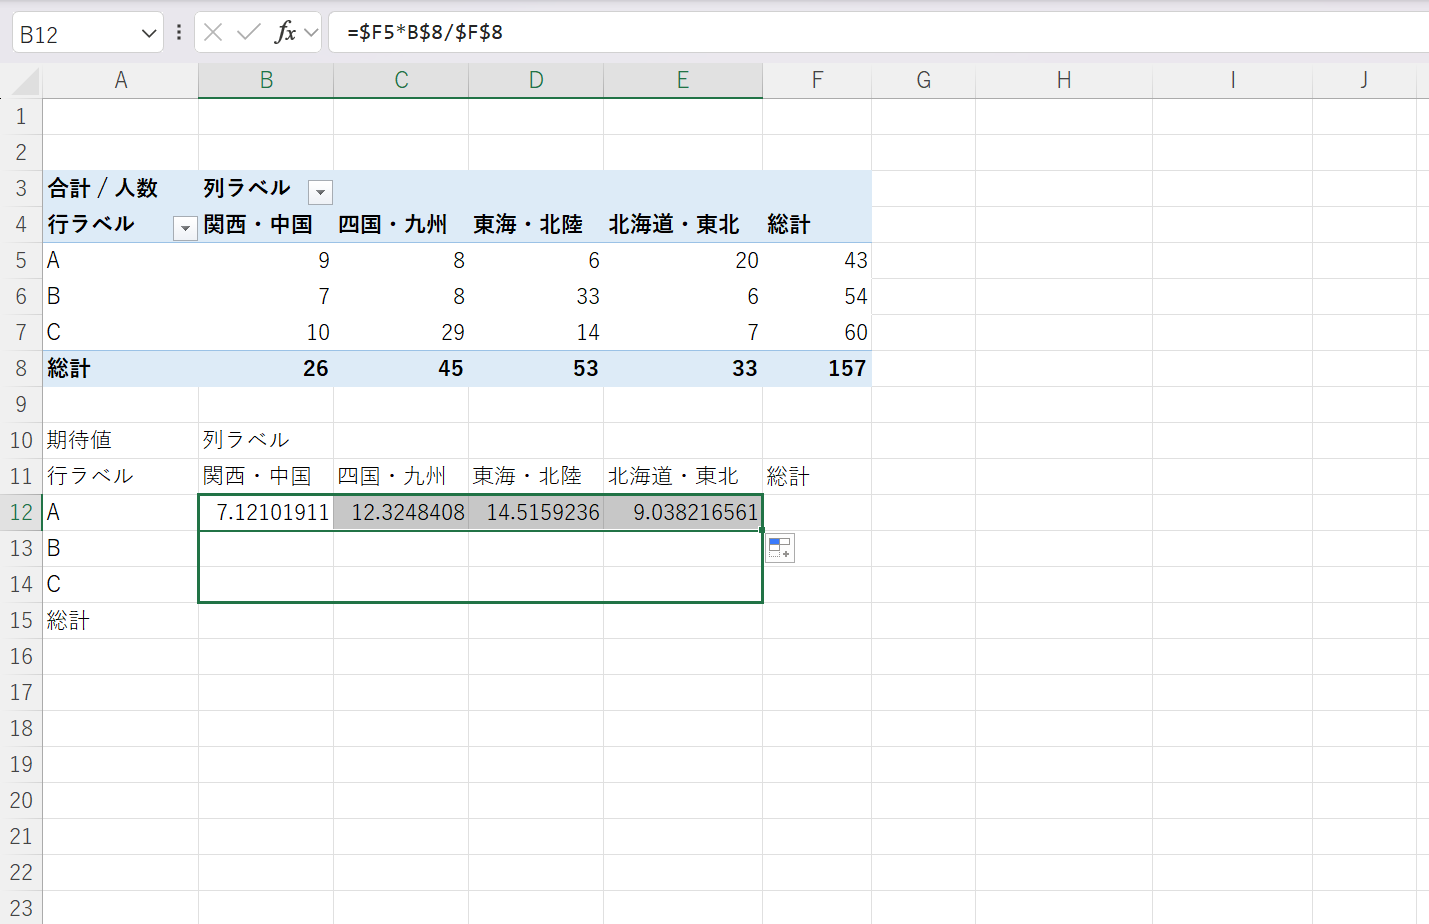 B12 fx =$F5*B$8/$F$8
A B C D E F G H I J
1
2
3 合計 / 人数 列ラベル
4 行ラベル 関西・中国 四国・九州 東海・北陸 北海道・東北 総計
5 A 9 8 6 20 43
6 B 7 8 33 6 54
7 C 10 29 14 7 60
8 総計 26 45 53 33 157
9
10 期待値 列ラベル
11 行ラベル 関西・中国 四国・九州 東海・北陸 北海道・東北 総計
12 A 7.12101911 12.3248408 14.5159236 9.038216561
13 B
14 C
15 総計
16
17
18
19
20
21
22
23